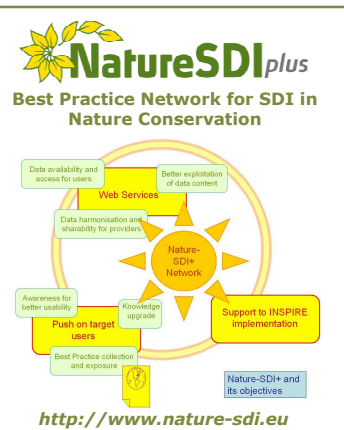 NatureSDIplus
Best Practice Network for SDI in
Nature Conservation
Data availability and
access for users
Better exploitation
of data content
Web Services
Data harmonisation and
sharability for providers
Nature-
SDI+
Network
Awareness for
better usability
Knowledge
upgrade
Push on target
users
Best Practice collection
and exposure
Support to INSPIRE
implementation
Nature-SDI+ and
its objectives
http://www.nature-sdi.eu